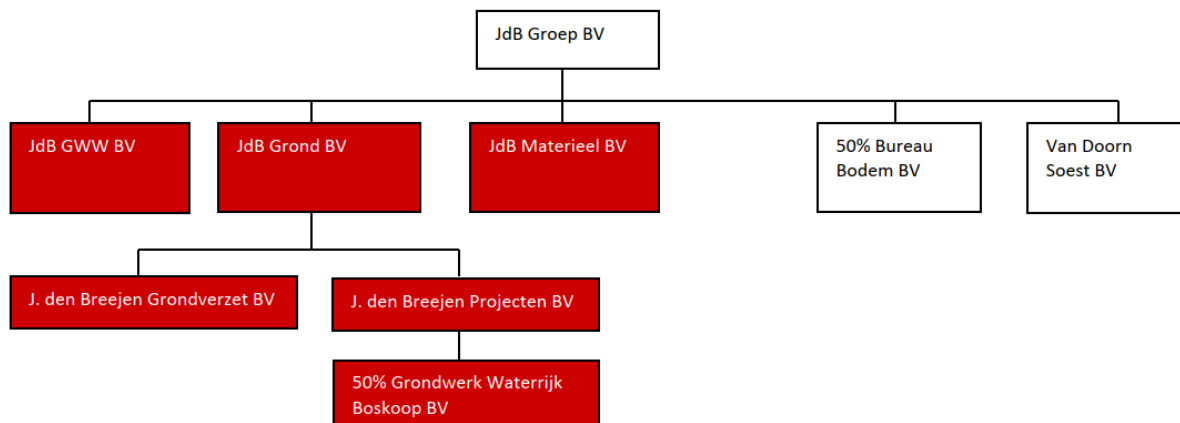 JdB Groep BV
JdB GWW BV
JdB Grond BV
JdB Materieel BV
50% Bureau
Bodem BV
Van Doorn
Soest BV
J. den Breejen Grondverzet BV
J. den Breejen Projecten BV
50% Grondwerk Waterrijk
Boskoop BV